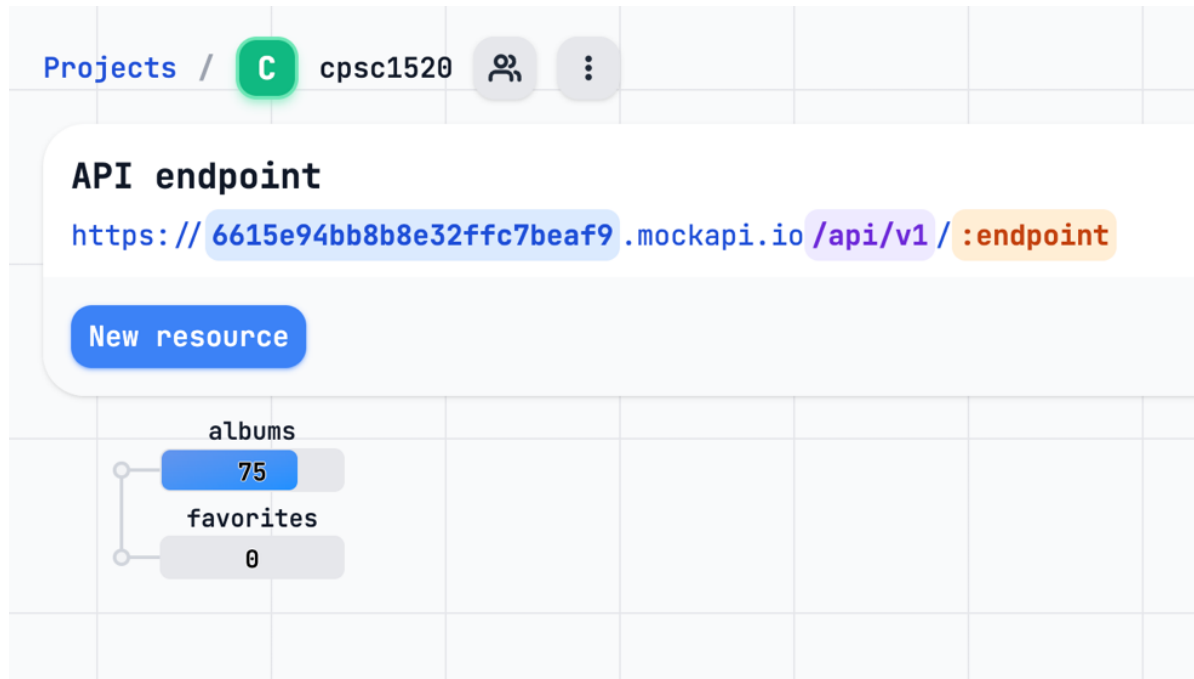 Projects / C cpsc1520
API endpoint
https://6615e94bb8b8e32ffc7beaf9.mockapi.io/api/v1/:endpoint
New resource
albums
75
favorites
0